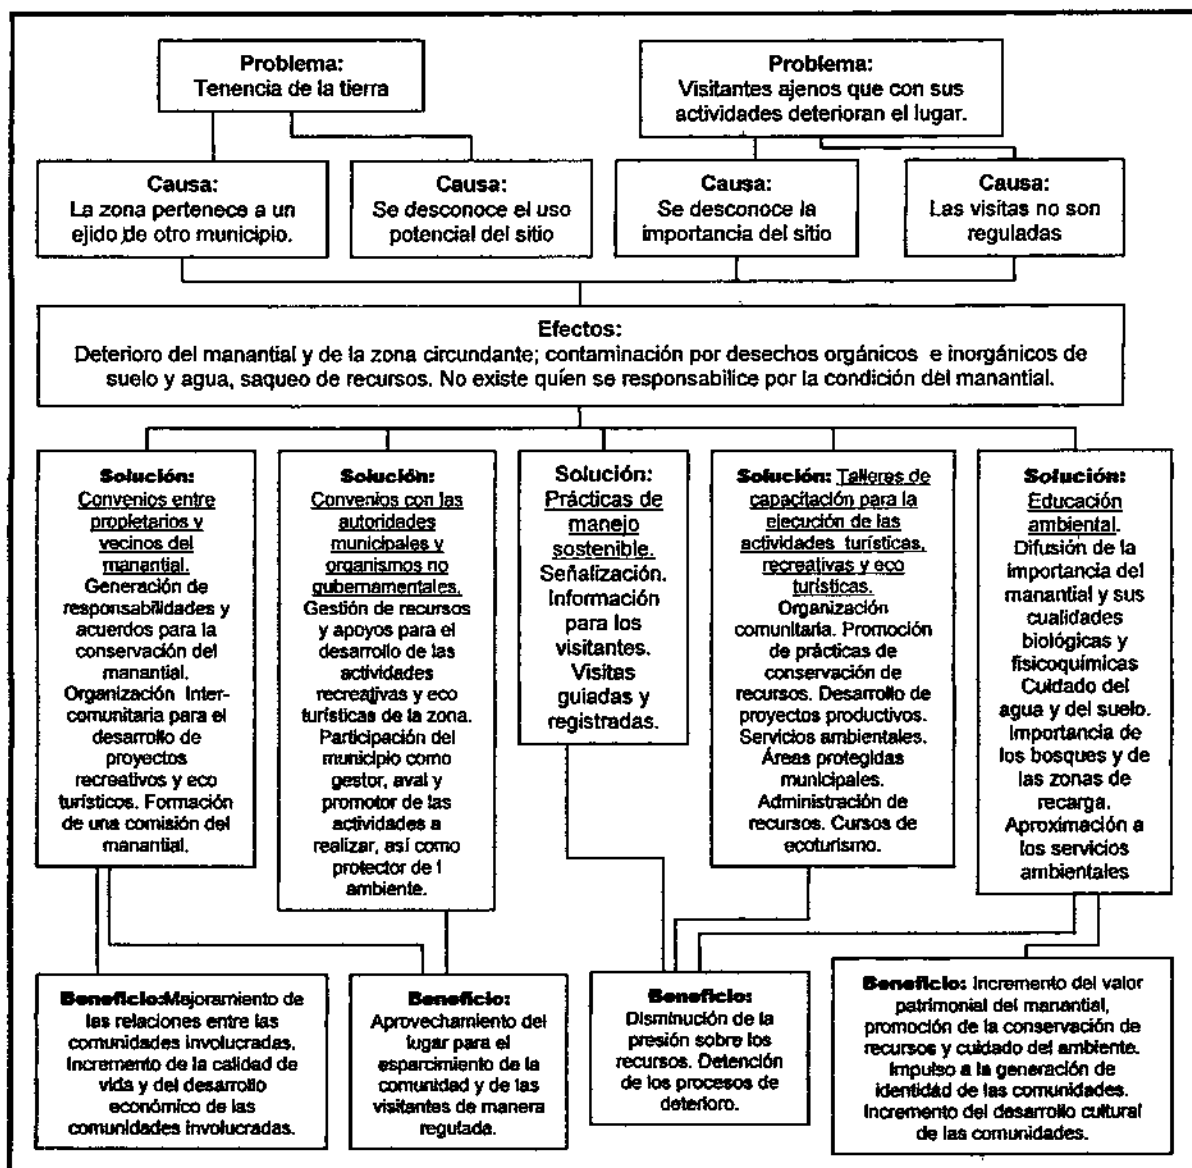 Problema:
Tenencia de la tierra
Problema:
Visitantes ajenos que con sus
actividades deterioran el lugar.
Causa:
La zona pertenece a un
ejido de otro municipio.
Causa:
Se desconoce el uso
potencial del sitio
Causa:
Se desconoce la
importancia del sitio
Causa:
Las visitas no son
reguladas
Efectos:
Deterioro del manantial y de la zona circundante; contaminación por desechos orgánicos e inorgánicos de
suelo y agua, saqueo de recursos. No existe quíen se responsabilice por la condición del manantial.
Solución:
Convenios entre
propietarios y
vecinos del
manantial.
Generación de
responsabilidades y
acuerdos para la
conservación del
manantial.
Organización Inter-
comunitaria para el
desarrollo de
proyectos
recreativos y eco
turísticos. Formación
de una comisión del
manantial.
Solución:
Convenios con las
autoridades
municipales y
organismos no
gubernamentales.
Gestión de recursos
y apoyos para el
desarrollo de las
actividades
recreativas y eco
turísticas de la zona.
Participación del
municipio como
gestor, aval y
promotor de las
actividades a
realizar, así como
protector de l
ambiente.
Solución:
Prácticas de
manejo
sostenible.
Señalización.
Información
para los
visitantes.
Visitas
guiadas y
registradas.
Solución: Talleres de
capacitación para la
ejecución de las
actividades turísticas,
recreativas y eco
turísticas.
Organización
comunitaria. Promoción
de prácticas de
conservación de
recursos. Desarrollo de
proyectos productivos.
Servicios ambientales.
Áreas protegidas
municipales.
Administración de
recursos. Cursos de
ecoturismo.
Solución:
Educación
ambiental.
Difusión de la
importancia del
manantial y sus
cualidades
biológicas y
fisicoquímicas
Cuidado del
agua y del suelo.
Importancia de
los bosques y de
las zonas de
recarga.
Aproximación a
los servicios
ambientales
Beneficio:Mejoramiento de
las relaciones entre las
comunidades involucradas.
Incremento de la calidad de
vida y del desarrollo
económico de las
comunidades involucradas.
Beneficio:
Aprovechamiento del
lugar para el
esparcimiento de la
comunidad y de las
visitantes de manera
regulada.
Beneficio:
Disminución de la
presión sobre los
recursos. Detención
de los procesos de
deterioro.
Beneficio: Incremento del valor
patrimonial del manantial,
promoción de la conservación de
recursos y cuidado del ambiente.
Impulso a la generación de
identidad de las comunidades.
Incremento del desarrollo cultural
de las comunidades.